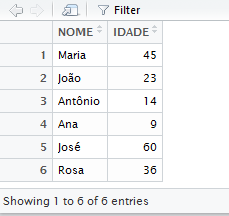 Filter
NOME IDADE
1 Maria 45
2 João 23
3 Antônio 14
4 Ana 9
5 José 60
6 Rosa 36
Showing 1 to 6 of 6 entries